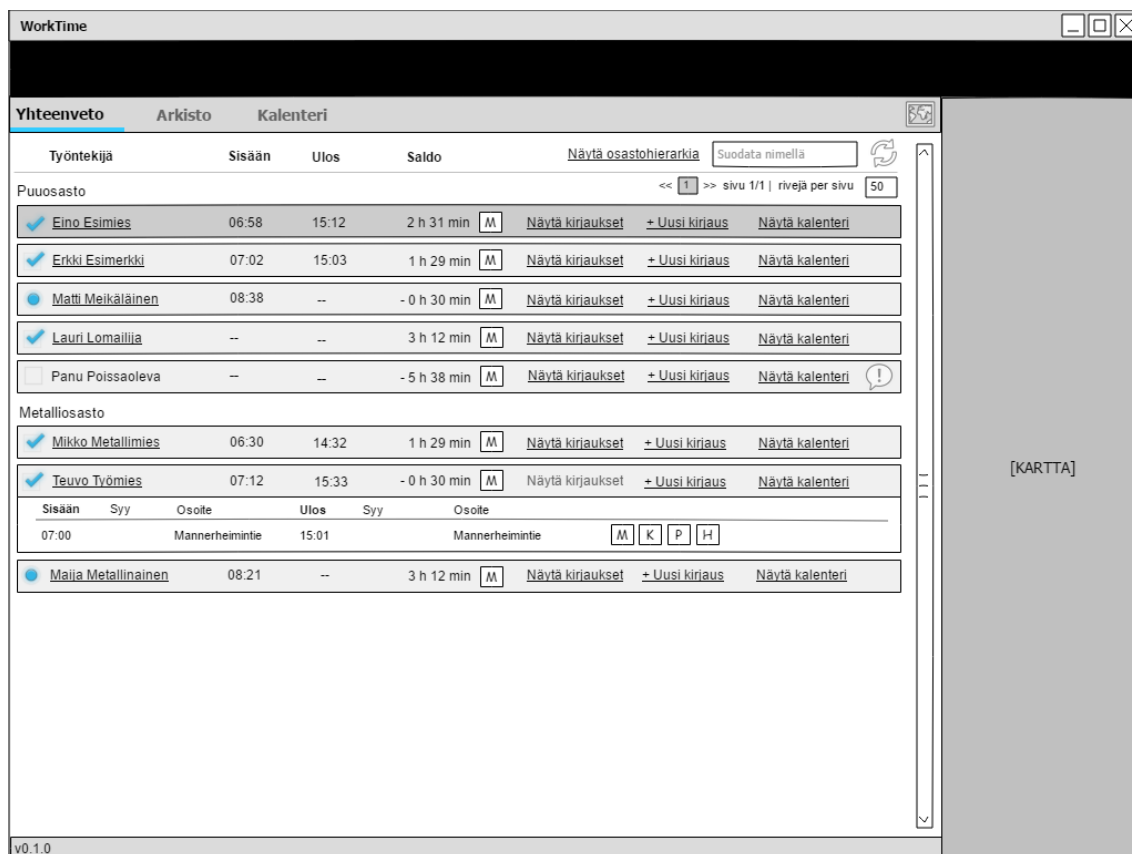 WorkTime
Yhteenveto Arkisto Kalenteri
Työntekijä Sisään Ulos Saldo Näytä osastohierarkia Suodata nimellä
Puuosasto << 1 >> sivu 1/1 | rivejä per sivu 50
Eino Esimies 06:58 15:12 2 h 31 min M Näytä kirjaukset + Uusi kirjaus Näytä kalenteri
Erkki Esimerkki 07:02 15:03 1 h 29 min M Näytä kirjaukset + Uusi kirjaus Näytä kalenteri
Matti Meikäläinen 08:38 -- - 0 h 30 min M Näytä kirjaukset + Uusi kirjaus Näytä kalenteri
Lauri Lomailija -- -- 3 h 12 min M Näytä kirjaukset + Uusi kirjaus Näytä kalenteri
Panu Poissaoleva -- -- - 5 h 38 min M Näytä kirjaukset + Uusi kirjaus Näytä kalenteri !
Metalliosasto
Mikko Metallimies 06:30 14:32 1 h 29 min M Näytä kirjaukset + Uusi kirjaus Näytä kalenteri
[KARTTA]
Teuvo Työmies 07:12 15:33 - 0 h 30 min M Näytä kirjaukset + Uusi kirjaus Näytä kalenteri
Sisään Syy Osoite Ulos Syy Osoite
07:00 Mannerheimintie 15:01 Mannerheimintie M K P H
Maija Metallinainen 08:21 -- 3 h 12 min M Näytä kirjaukset + Uusi kirjaus Näytä kalenteri
v0.1.0